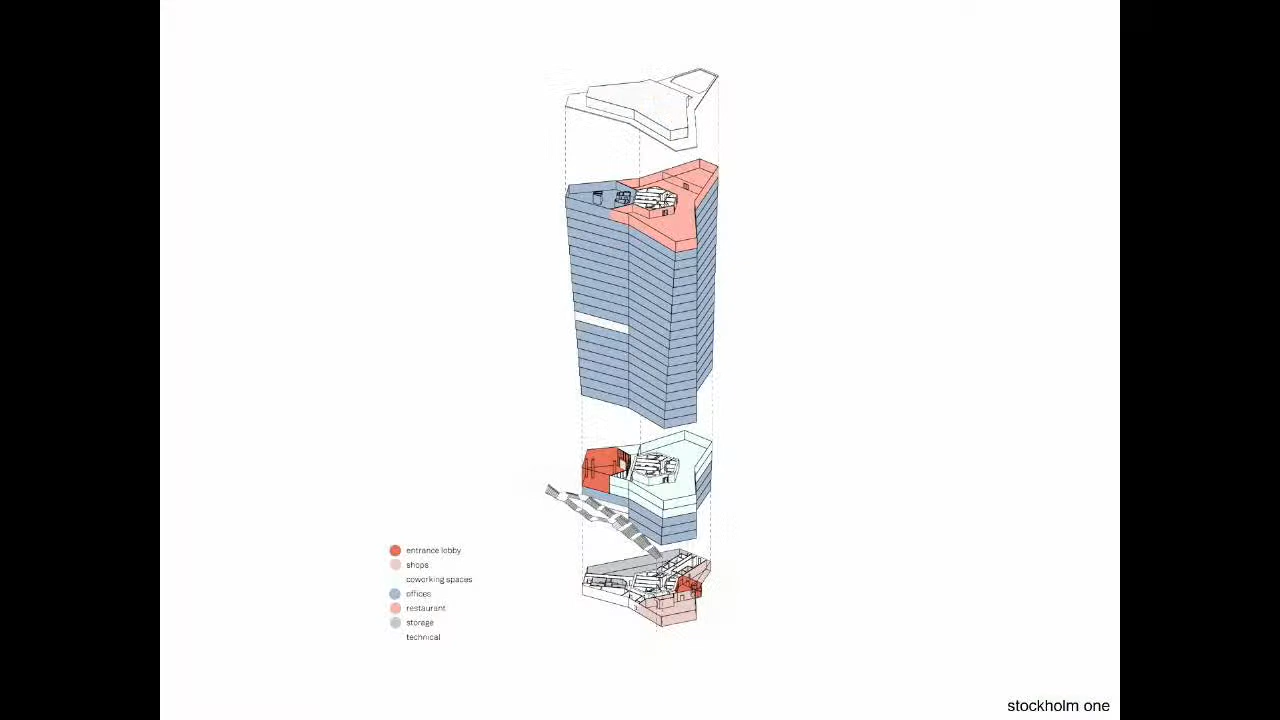 entrance lobby
shops
coworking spaces
offices
restaurant
storage
technical
stockholm one